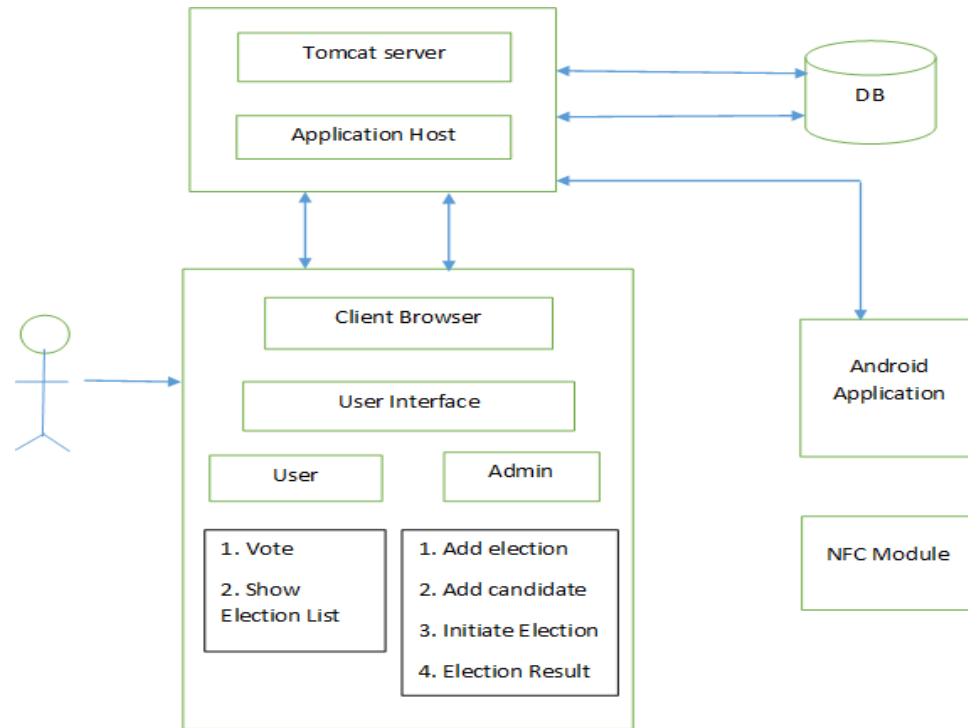 Tomcat server
DB
Application Host
Client Browser
Android
Application
User Interface
User
Admin
1. Vote
2. Show
Election List
1. Add election
2. Add candidate
3. Initiate Election
4. Election Result
NFC Module